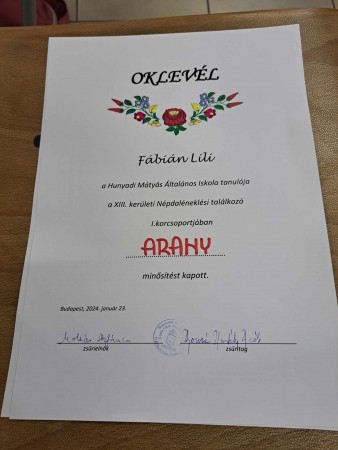 OKLEVÉL
Fábián Lili
a Hunyadi Mátyás Általános Iskola tanulója
a XIII. kerületi Népdaléneklési találkozó
I.korcsoportjában
ARANY
minősítést kapott.
Budapest, 2024. január 23.
zsűrielnök
zsűritag